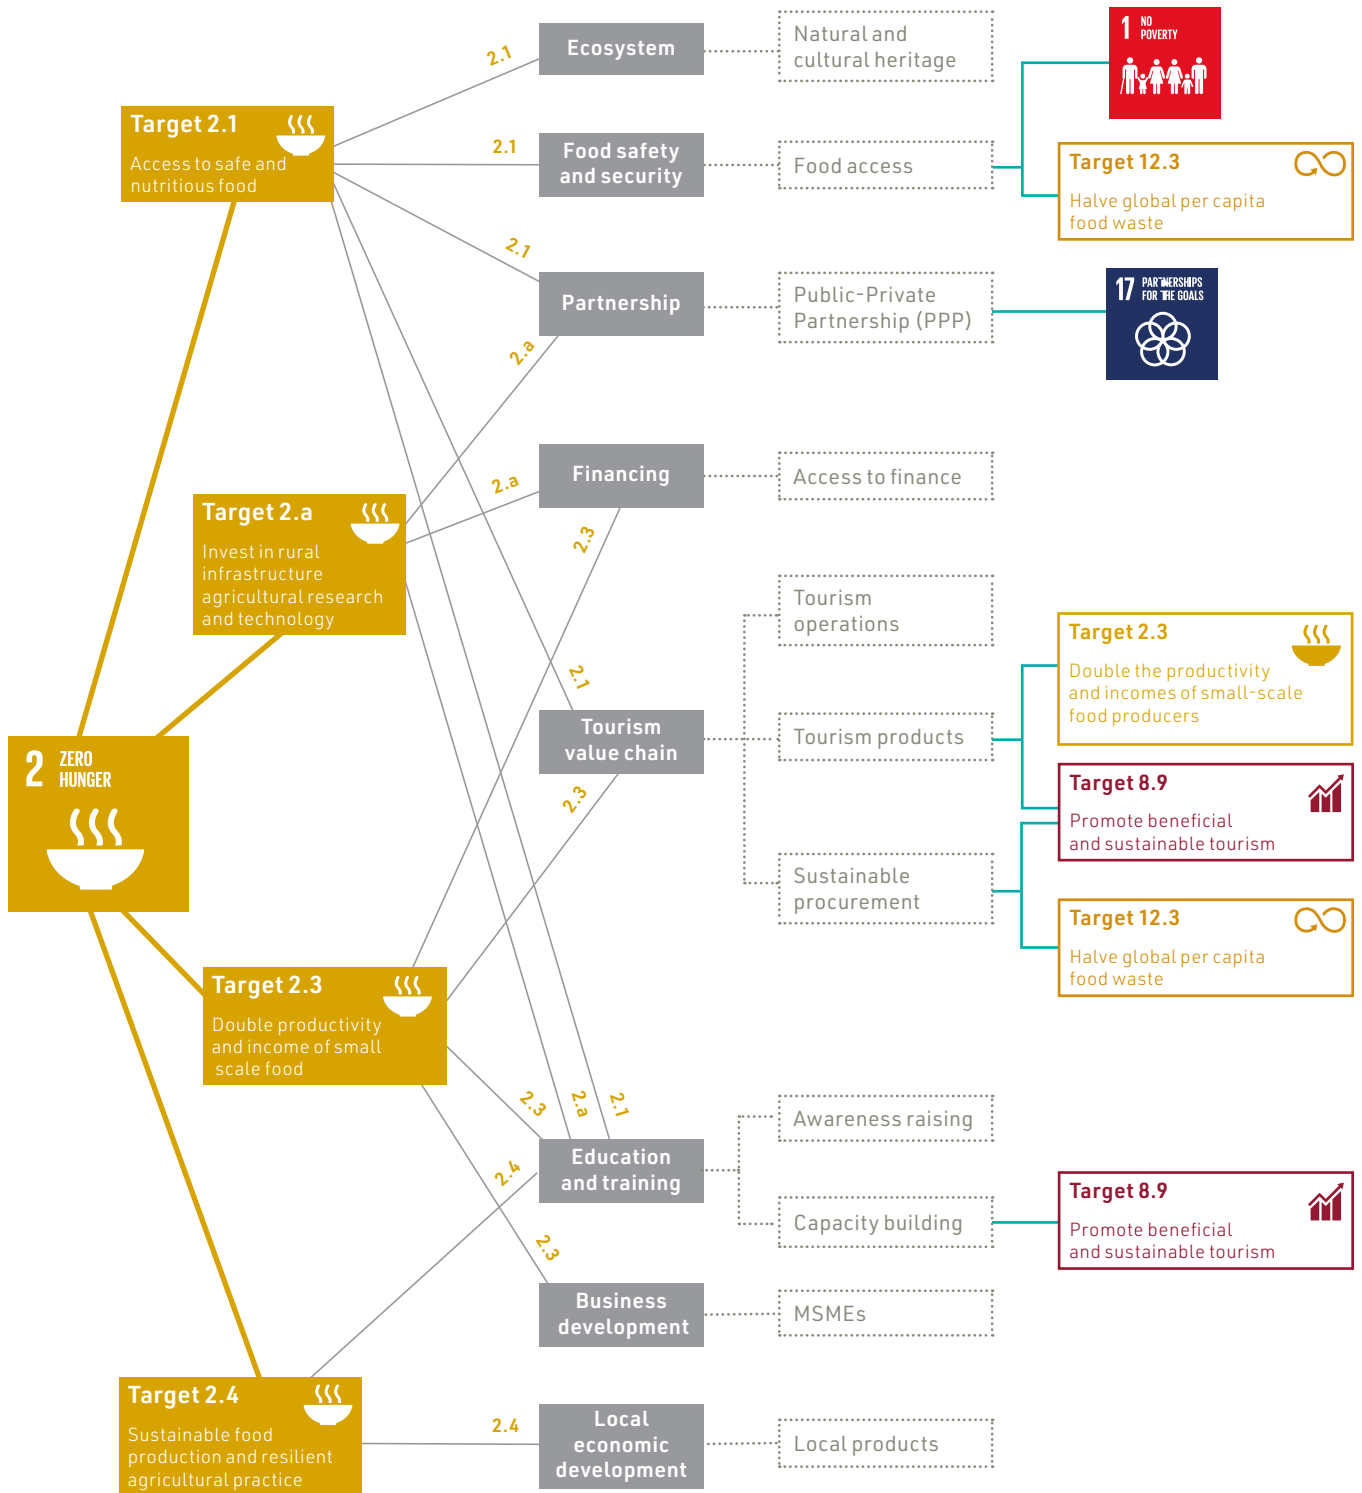 2.1
Ecosystem
Natural and
cultural heritage
1 NO
POVERTY
Target 2.1
Access to safe and
nutritious food
2.1
Food safety
and security
Food access
Target 12.3
Halve global per capita
food waste
2.1
Partnership
Public-Private
Partnership (PPP)
17 PARTNERSHIPS
FOR THE GOALS
2.a
Target 2.a
Invest in rural
infrastructure
agricultural research
and technology
2.a
Financing
Access to finance
2.3
Tourism
operations
2.1
Tourism
value chain
Tourism products
Target 2.3
Double the productivity
and incomes of small-scale
food producers
2 ZERO
HUNGER
2.3
Target 8.9
Promote beneficial
and sustainable tourism
Sustainable
procurement
Target 12.3
Halve global per capita
food waste
Target 2.3
Double productivity
and income of small
scale food
2.3
2.a
2.1
Education
and training
Awareness raising
2.4
Capacity building
Target 8.9
Promote beneficial
and sustainable tourism
2.3
Business
development
MSMEs
Target 2.4
Sustainable food
production and resilient
agricultural practice
2.4
Local
economic
development
Local products